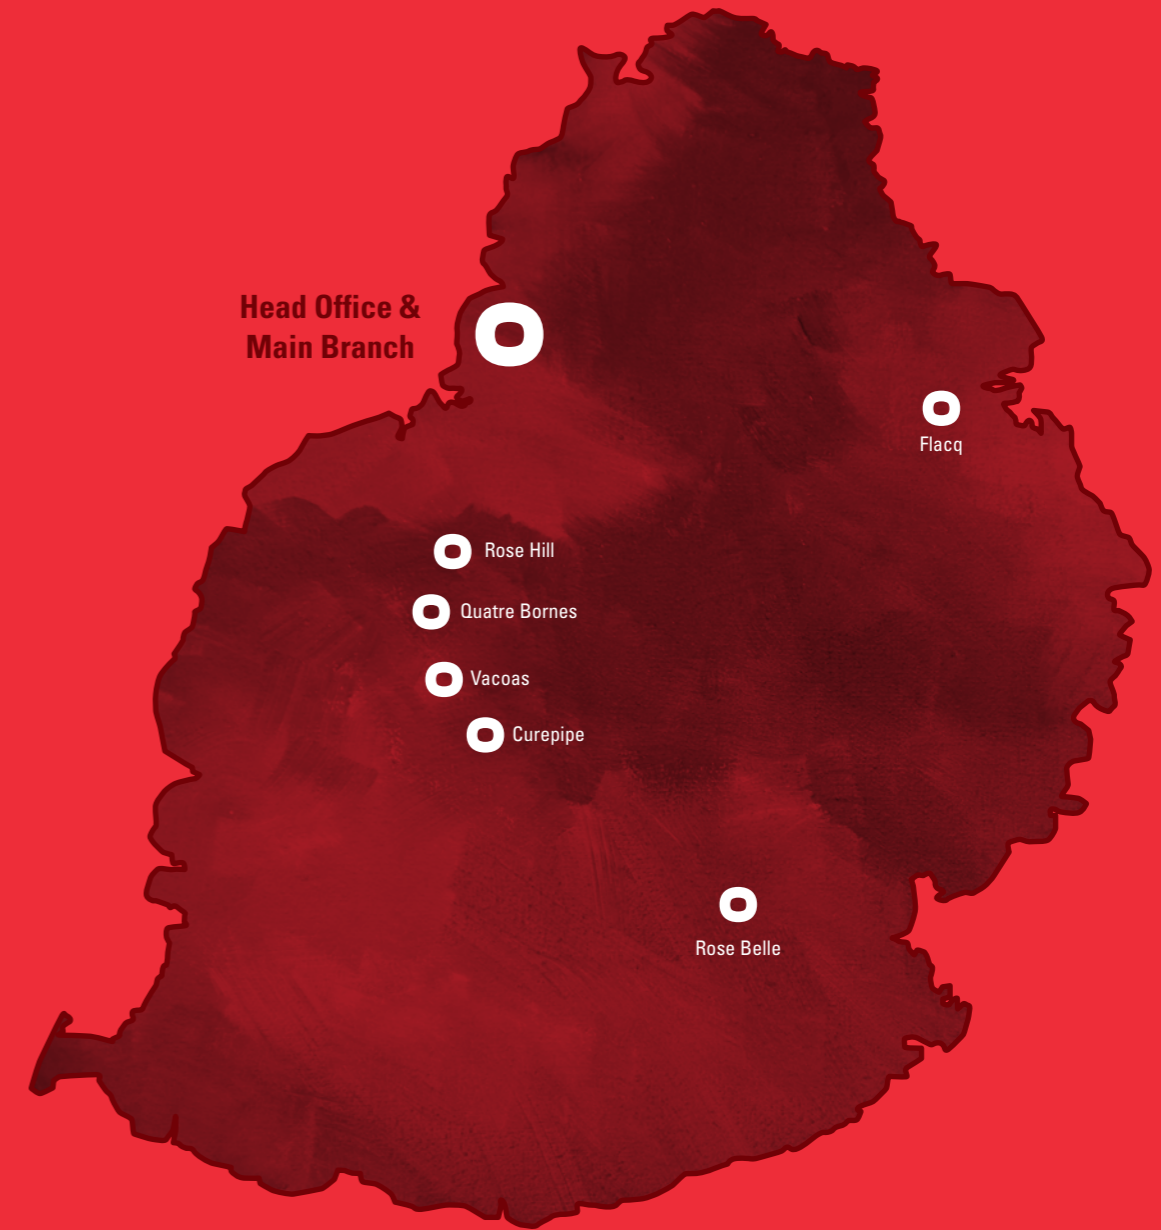 Head Office &
Main Branch
Flacq
Rose Hill
Quatre Bornes
Vacoas
Curepipe
Rose Belle